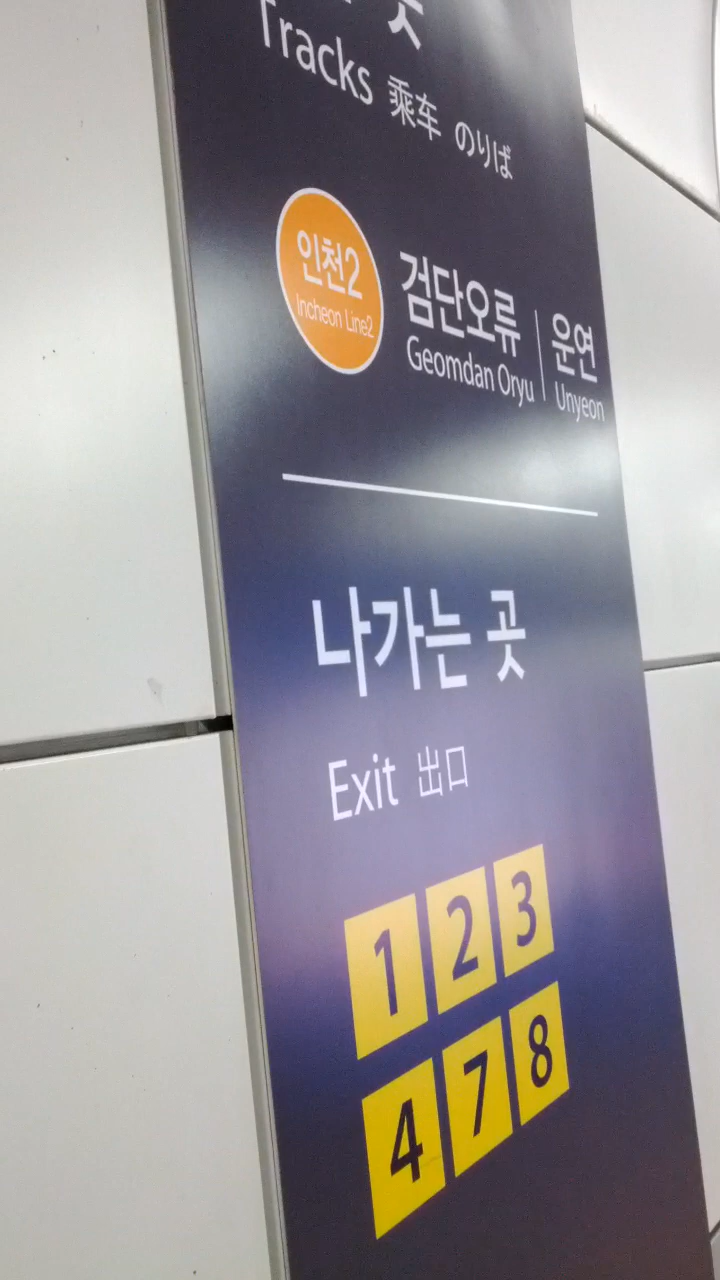 곳
Tracks 乘车 のりば
인천2
Incheon Line2
검단오류 | 운연
Geomdan Oryu | Unyeon
나가는 곳
Exit 出口
1 2 3
4 7 8